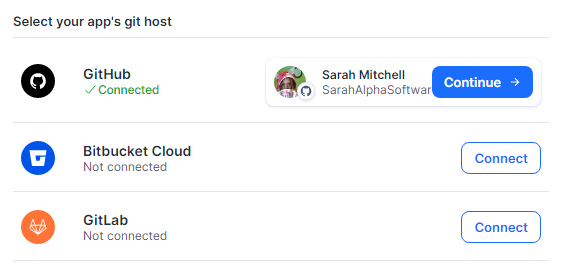 Select your app's git host
GitHub
Connected
Sarah Mitchell
SarahAlphaSoftwar
Continue
Bitbucket Cloud
Not connected
Connect
GitLab
Not connected
Connect